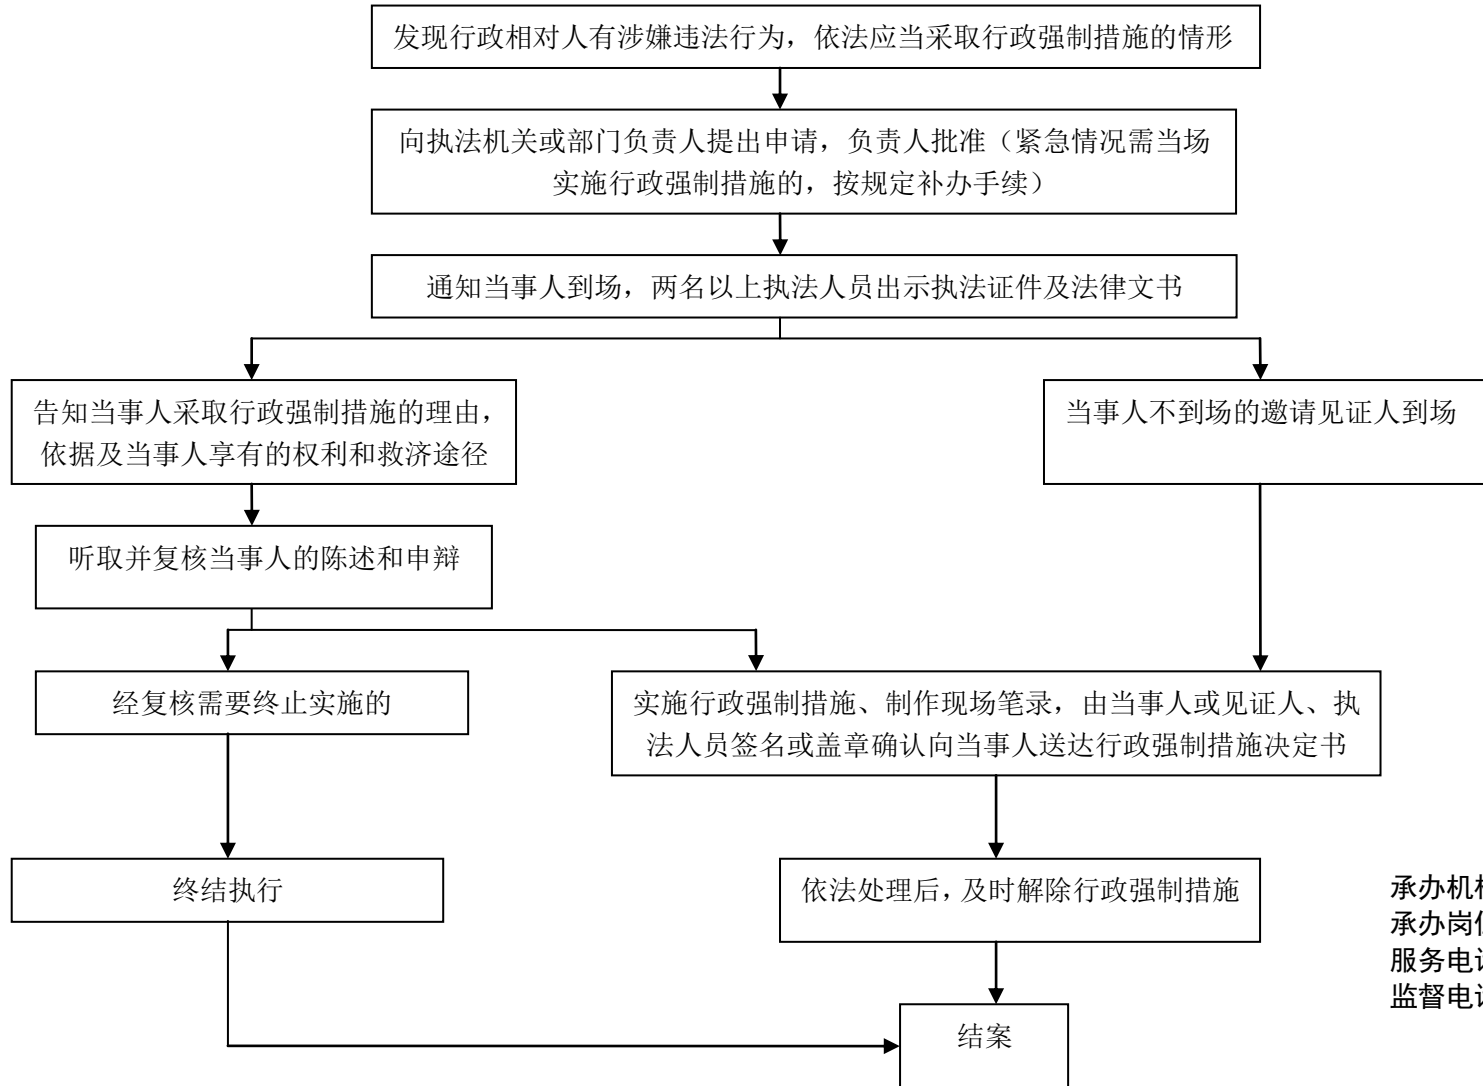 发现行政相对人有涉嫌违法行为，依法应当采取行政强制措施的情形
向执法机关或部门负责人提出申请，负责人批准（紧急情况需当场
实施行政强制措施的，按规定补办手续）
通知当事人到场，两名以上执法人员出示执法证件及法律文书
告知当事人采取行政强制措施的理由，
依据及当事人享有的权利和救济途径
当事人不到场的邀请见证人到场
听取并复核当事人的陈述和申辩
经复核需要终止实施的
实施行政强制措施、制作现场笔录，由当事人或见证人、执
法人员签名或盖章确认向当事人送达行政强制措施决定书
终结执行
依法处理后，及时解除行政强制措施
承办机
承办岗
服务电
监督电
结案